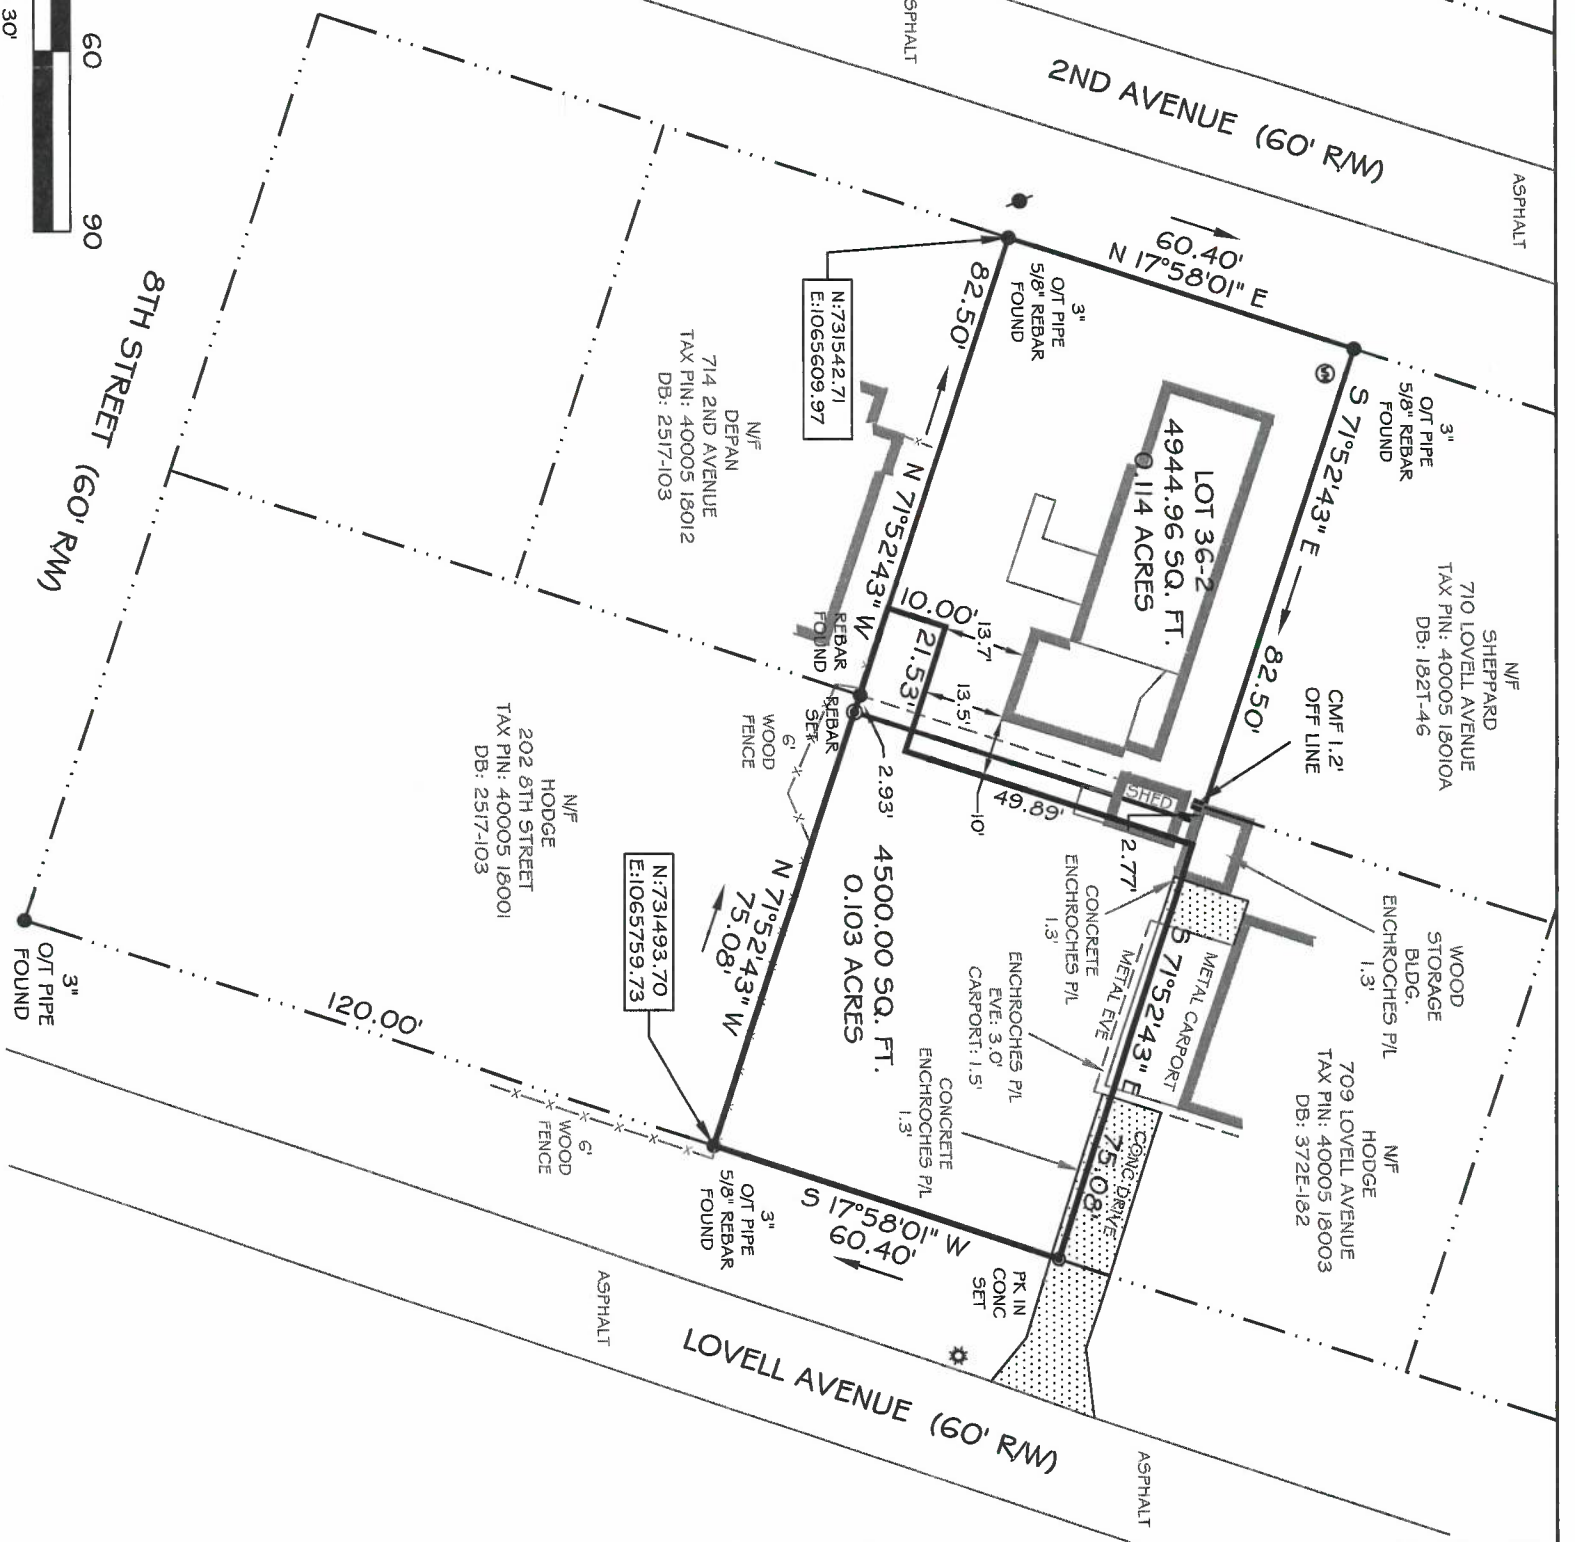 30'
60
90
8TH STREET (60' R/W)
2ND AVENUE (60' R/W)
ASPHALT
ASPHALT
60.40'
N 17°58'01" E
3"
O/T PIPE
5/8" REBAR
FOUND
3"
O/T PIPE
5/8" REBAR
FOUND
S 71°52'43" E
82.50'
82.50'
N 71°52'43" W
N:731542.71
E:1065609.97
N/F
DEPAN
714 2ND AVENUE
TAX PIN: 40005 18012
DB: 2517-103
LOT 36-2
4944.96 SQ. FT.
0.114 ACRES
N/F
SHEPPARD
710 LOVELL AVENUE
TAX PIN: 40005 18010A
DB: 182T-46
CMF 1.2'
OFF LINE
10.00'
13.7'
21.53'
13.5'
REBAR
FOUND
REBAR
SET
6'
WOOD
FENCE
2.93'
10'
49.89'
SHED
2.77'
N/F
HODGE
202 8TH STREET
TAX PIN: 40005 18001
DB: 2517-103
4500.00 SQ. FT.
0.103 ACRES
N 71°52'43" W
75.08'
N:731493.70
E:1065759.73
CONCRETE
ENCHROCHES P/L
1.3'
WOOD
STORAGE
BLDG.
ENCHROCHES P/L
1.3'
METAL CARPORT
S 71°52'43" E
METAL EVE
ENCHROCHES P/L
EVE: 3.0'
CARPORT: 1.5'
CONCRETE
ENCHROCHES P/L
1.3'
CONC. DRIVE
75.08'
N/F
HODGE
709 LOVELL AVENUE
TAX PIN: 40005 18003
DB: 372E-182
3"
O/T PIPE
FOUND
120.00'
6'
WOOD
FENCE
3"
O/T PIPE
5/8" REBAR
FOUND
S 17°58'01" W
60.40'
PK IN
CONC
SET
ASPHALT
LOVELL AVENUE (60' R/W)
ASPHALT